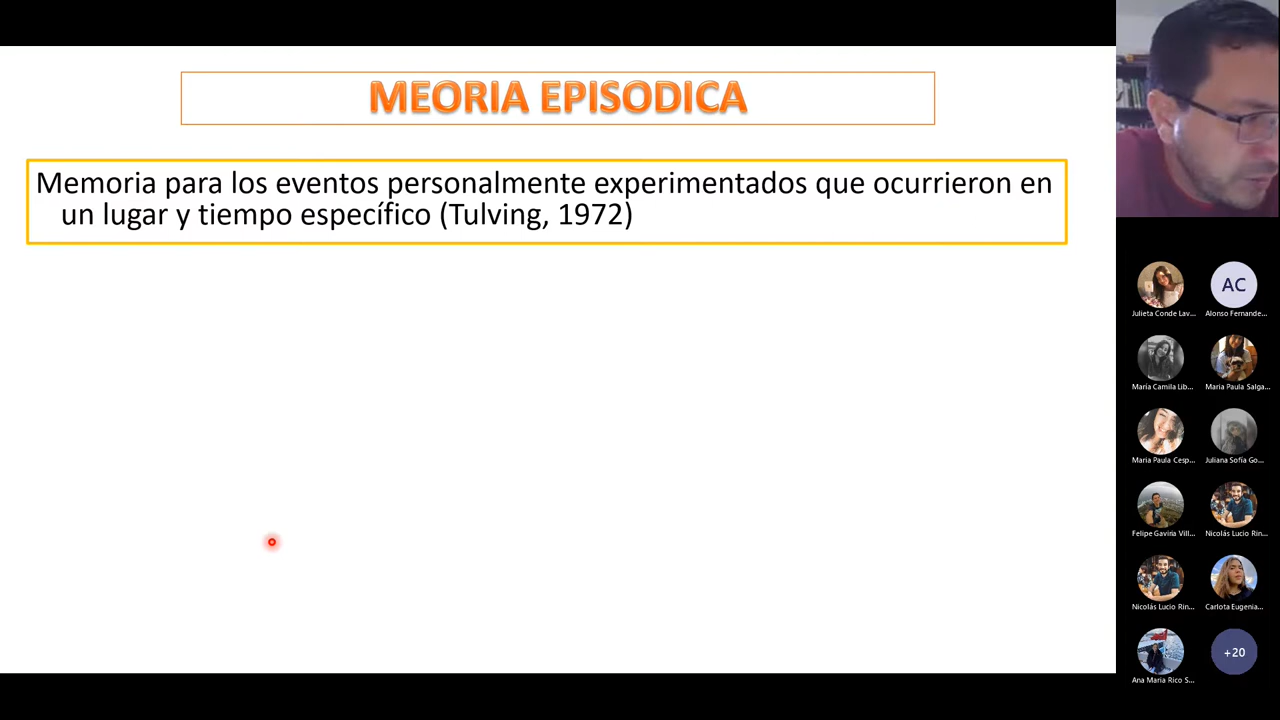 MEORIA EPISODICA
Memoria para los eventos personalmente experimentados que ocurrieron en
un lugar y tiempo específico (Tulving, 1972)
AC
Julieta Conde Lav...
Alonso Fernande...
María Camila Lib...
Maria Paula Salga...
Maria Paula Cesp...
Juliana Sofía Go...
Felipe Gaviria Vill...
Nicolás Lucio Rin...
Nicolás Lucio Rin...
Carlota Eugenia...
+20
Ana Maria Rico S...